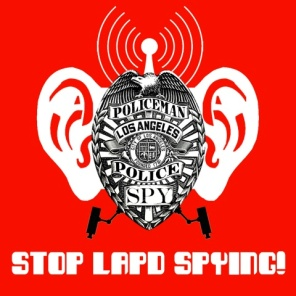 POLICEMAN
LOS ANGELES
POLICE
SPY
STOP LAPD SPYING!